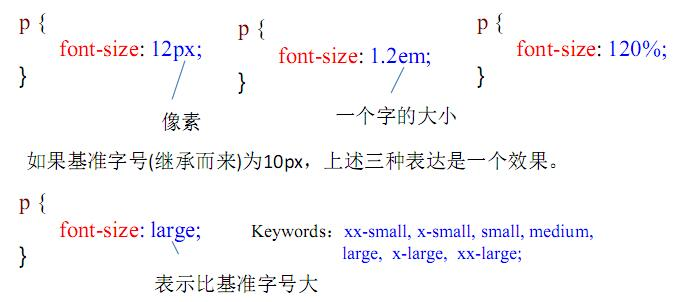 p {
font-size: 12px;
}
像素
p {
font-size: 1.2em;
}
一个字的大小
p {
font-size: 120%;
}
如果基准字号(继承而来)为10px，上述三种表达是一个效果。
p {
font-size: large;
}
表示比基准字号大
Keywords：xx-small, x-small, small, medium,
large, x-large, xx-large;